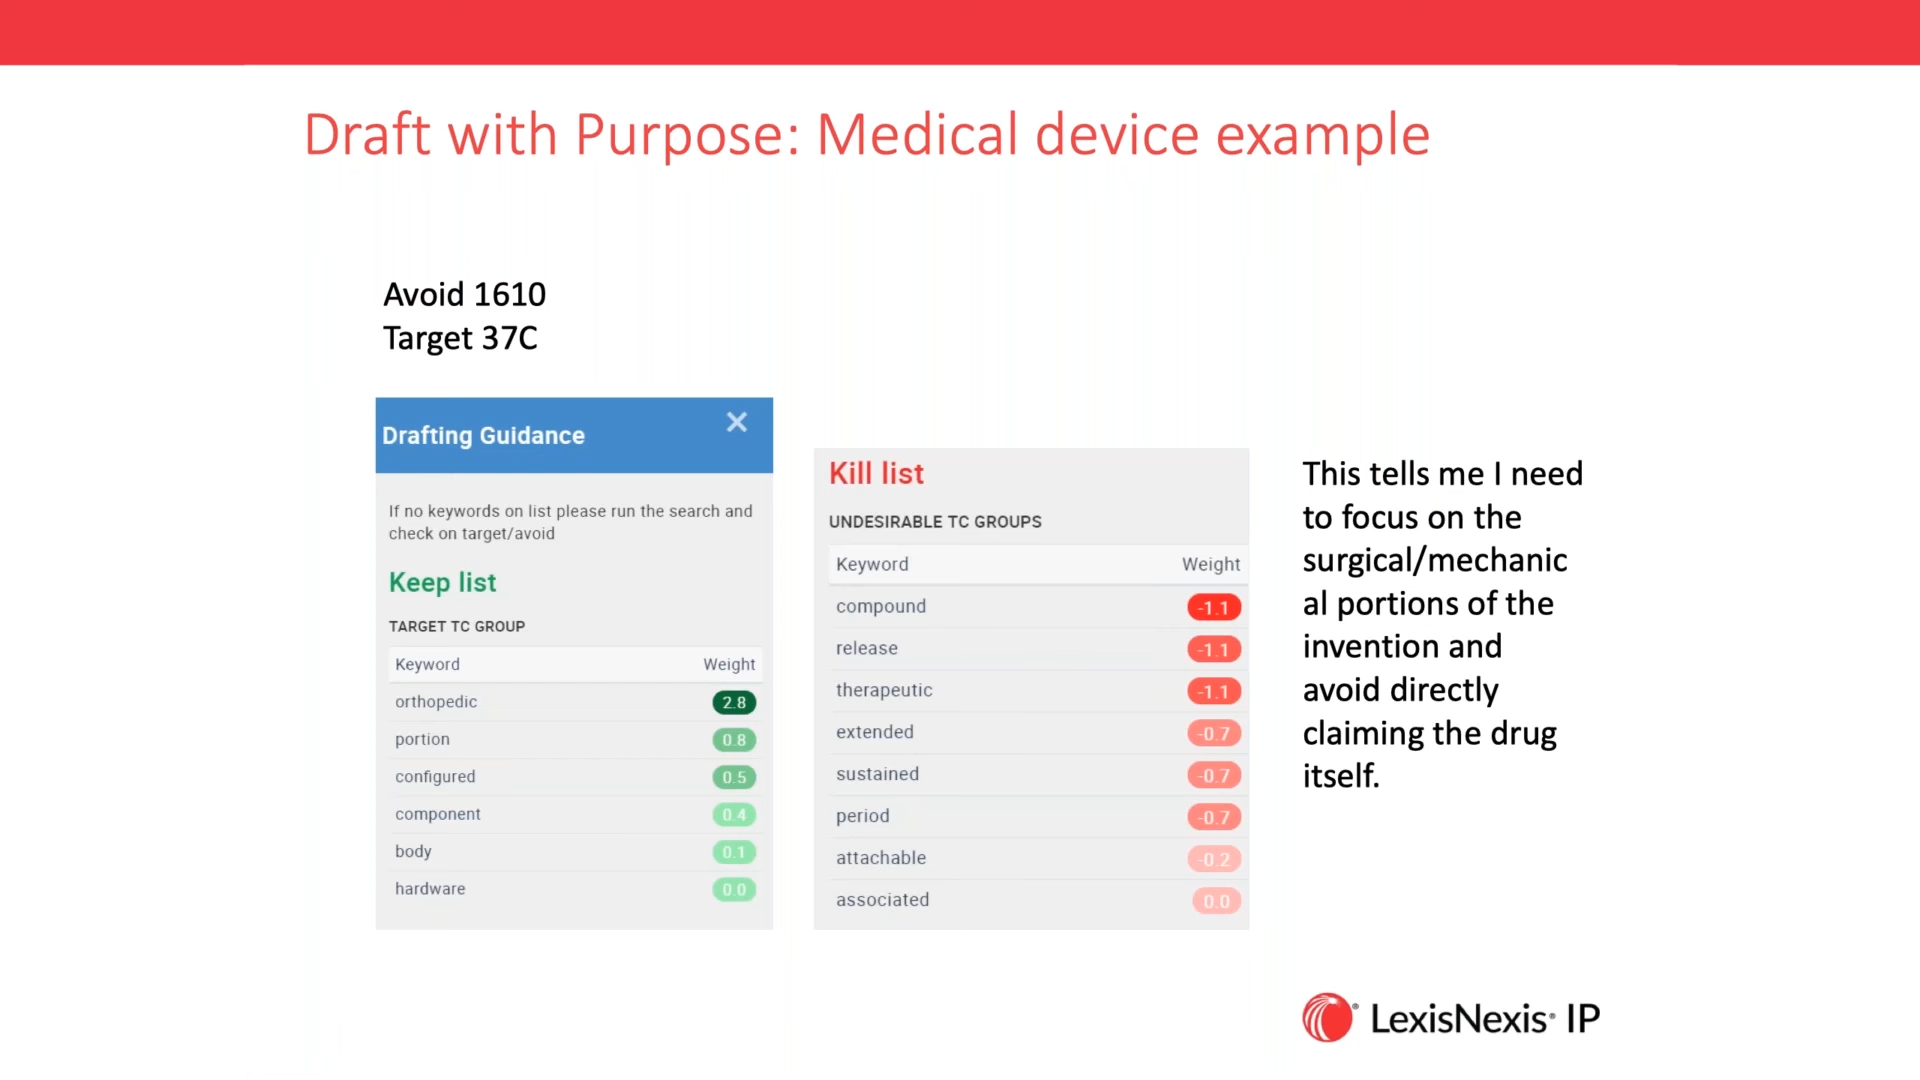 Draft with Purpose: Medical device example
Avoid 1610
Target 37C
Drafting Guidance
If no keywords on list please run the search and
check on target/avoid
Keep list
TARGET TC GROUP
Keyword Weight
orthopedic 2.8
portion 0.8
configured 0.5
component 0.4
body 0.1
hardware 0.0
Kill list
UNDESIRABLE TC GROUPS
Keyword Weight
compound -1.1
release -1.1
therapeutic -1.1
extended -0.7
sustained -0.7
period -0.7
attachable -0.2
associated 0.0
This tells me I need
to focus on the
surgical/mechanic
al portions of the
invention and
avoid directly
claiming the drug
itself.
LexisNexis® IP